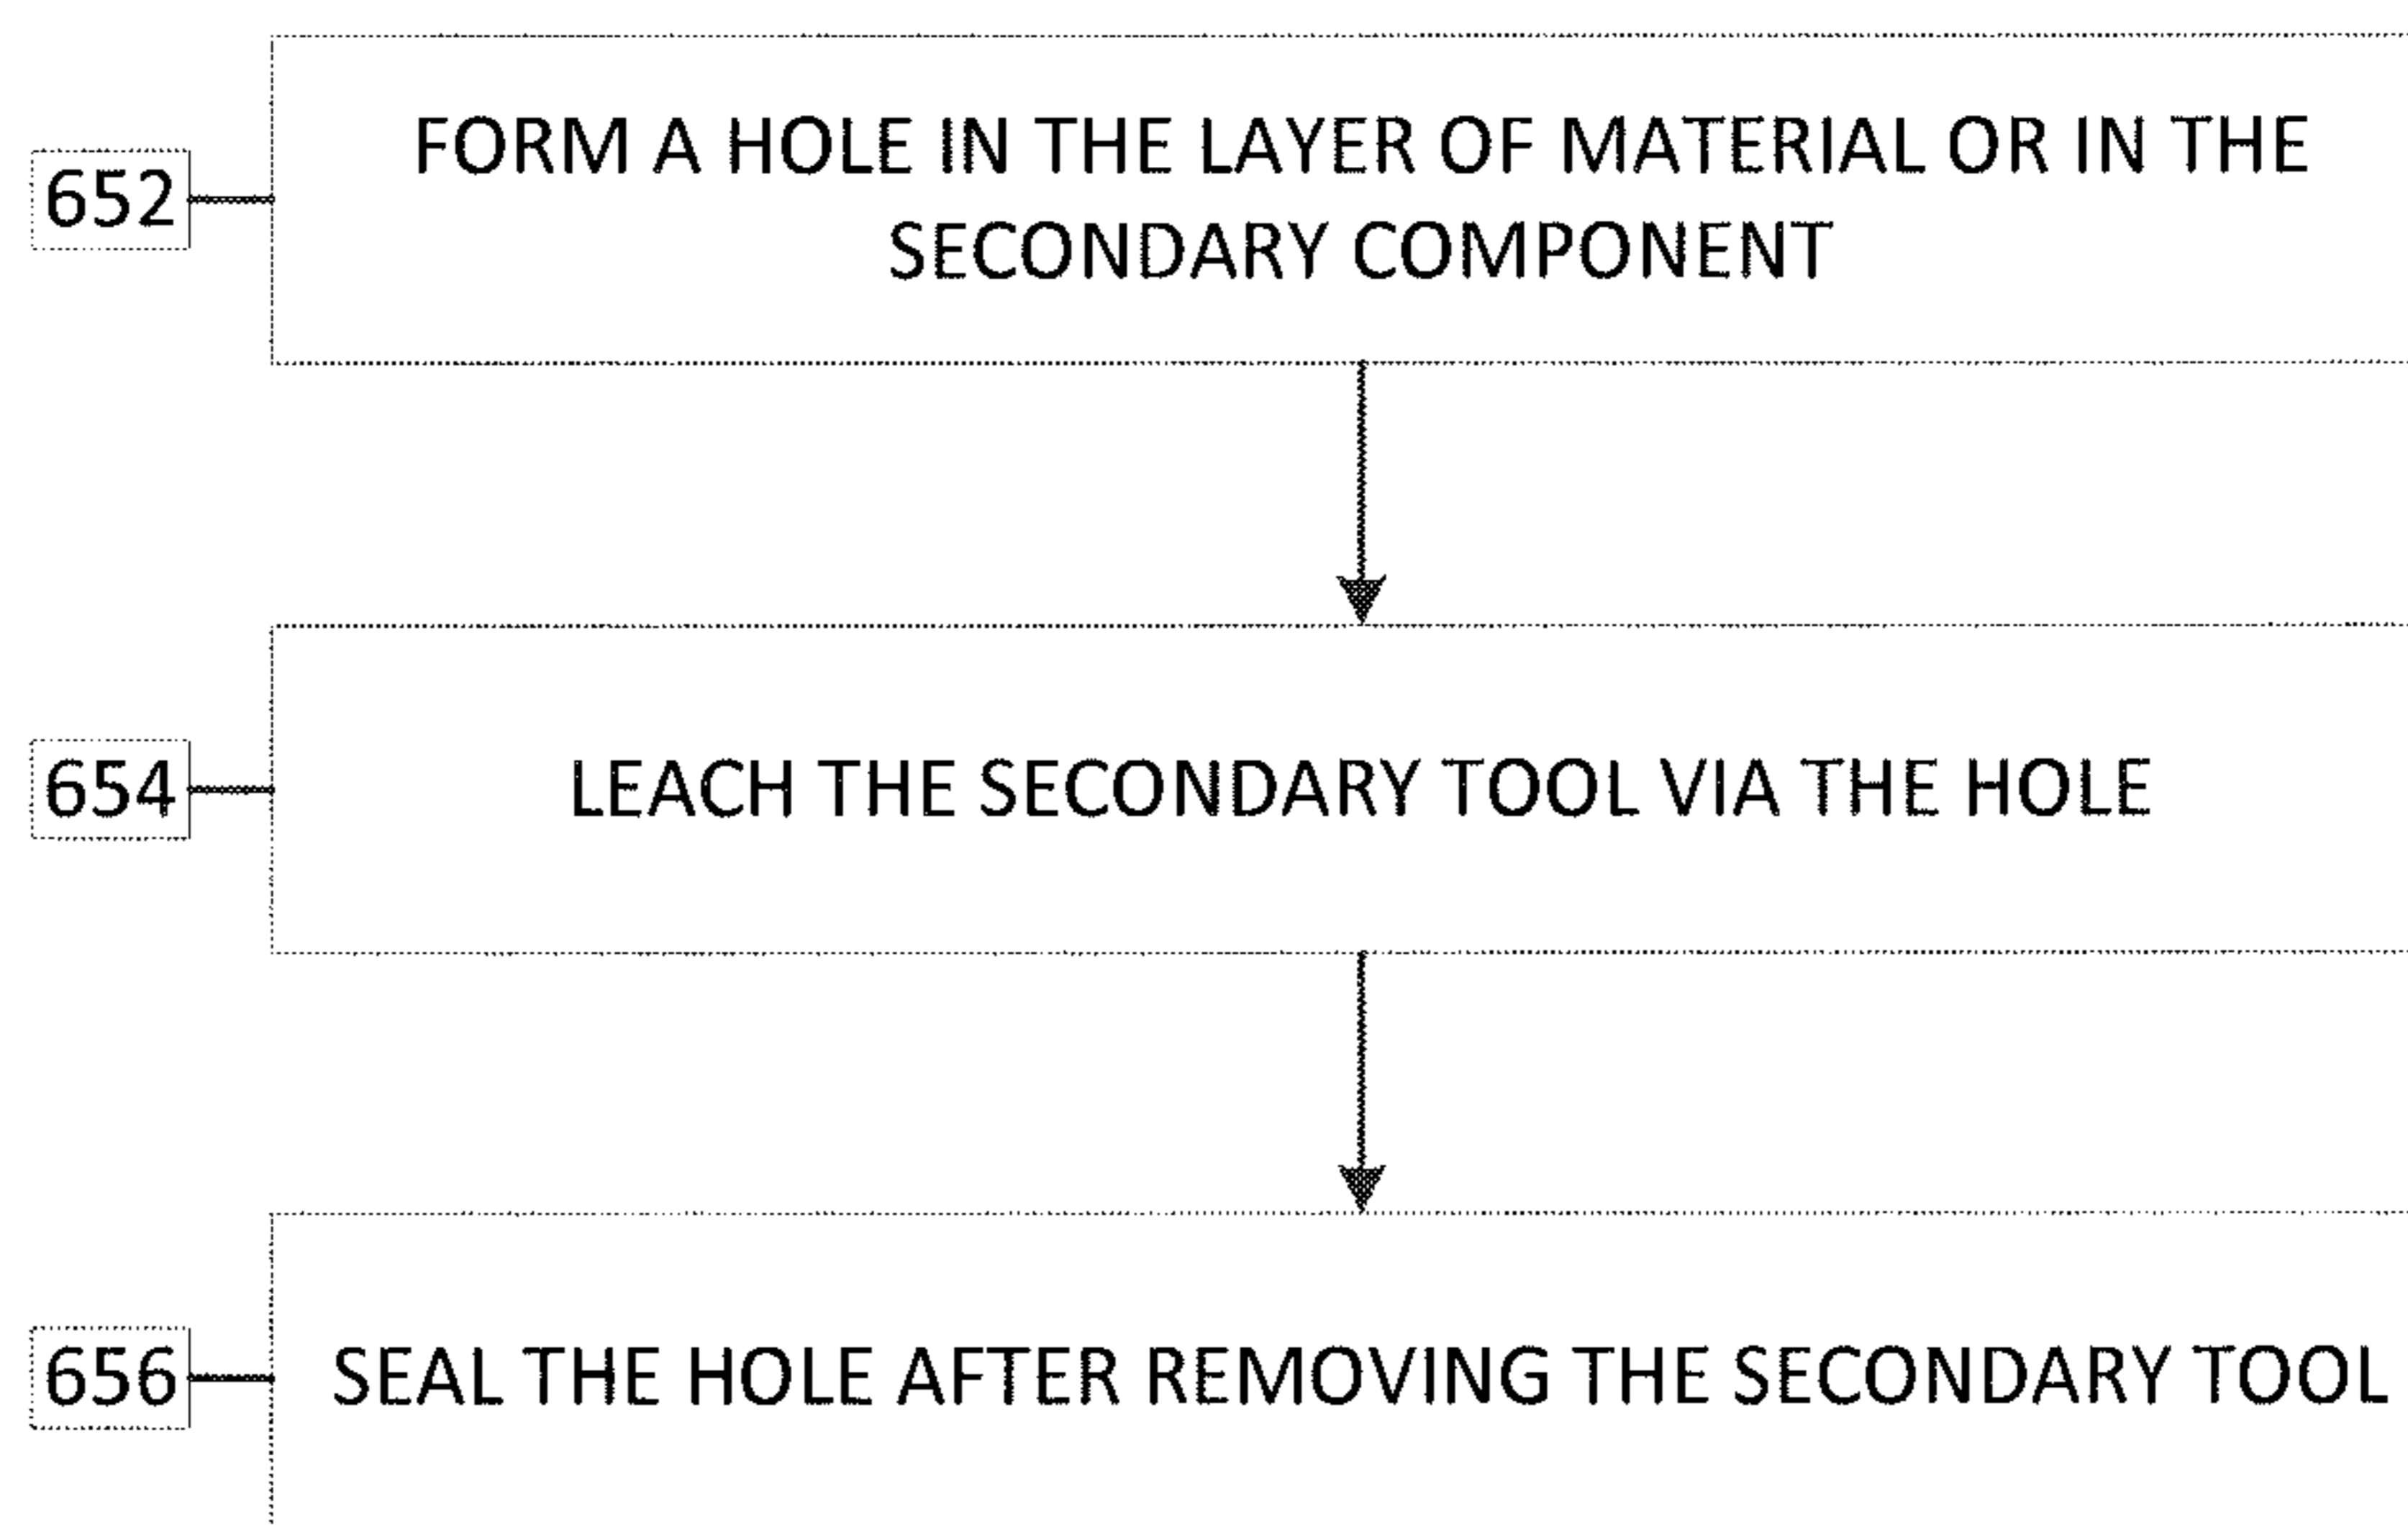 652
FORM A HOLE IN THE LAYER OF MATERIAL OR IN THE
SECONDARY COMPONENT
654
LEACH THE SECONDARY TOOL VIA THE HOLE
656
SEAL THE HOLE AFTER REMOVING THE SECONDARY TOOL